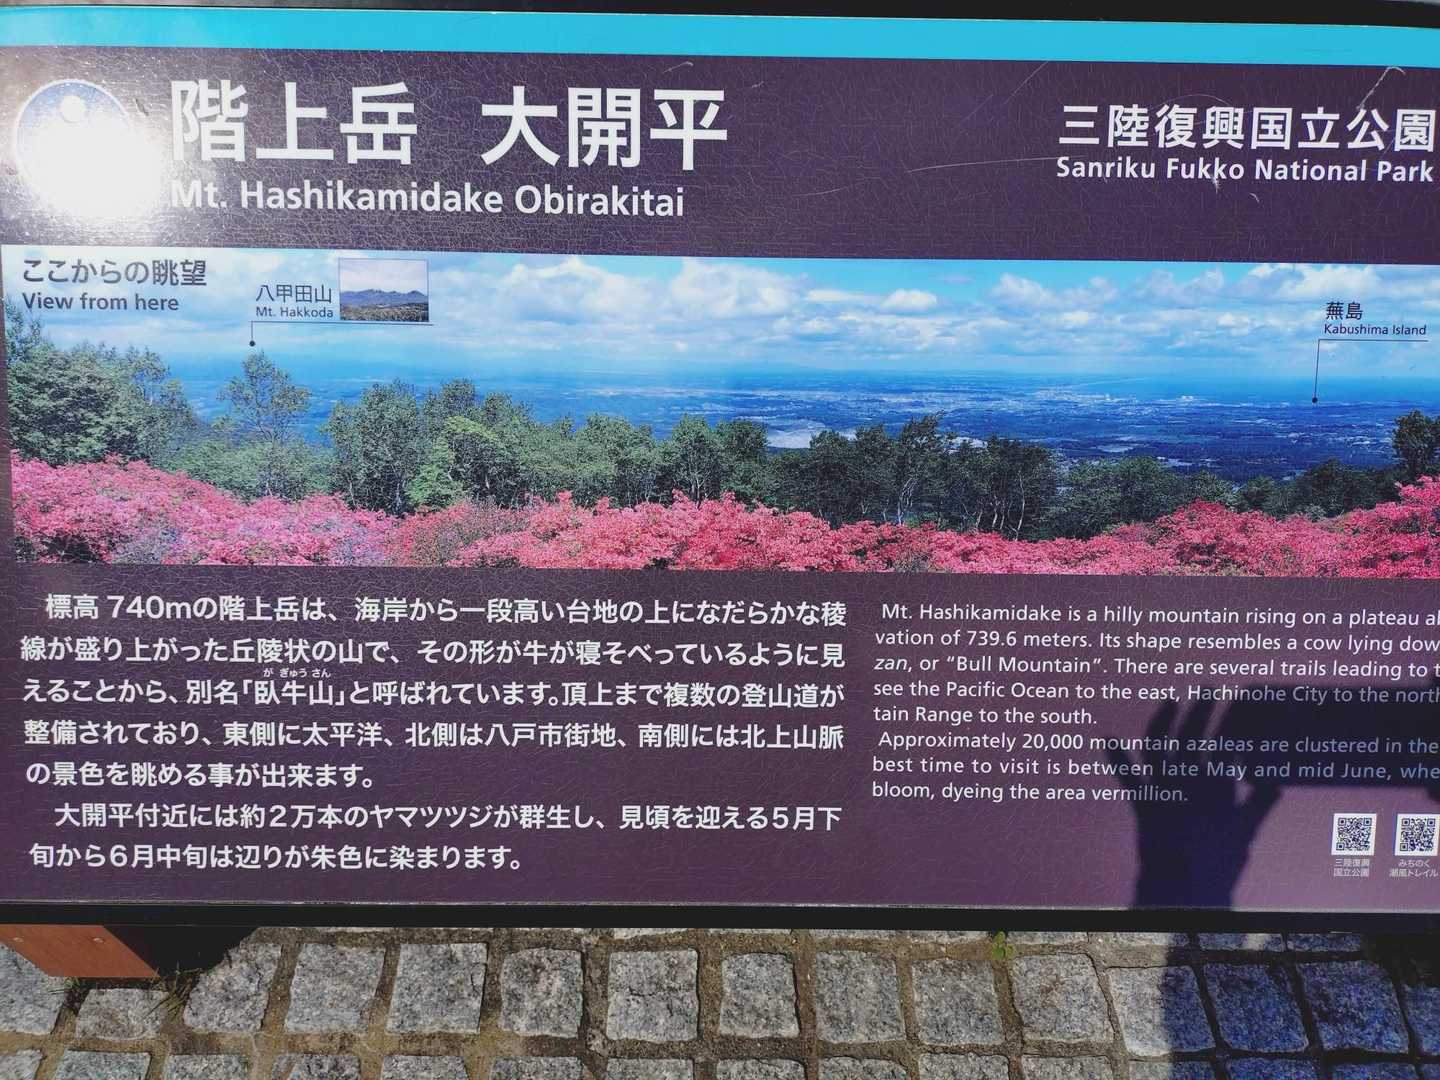 階上岳 大開平
Mt. Hashikamidake Obirakitai
三陸復興国立公園
Sanriku Fukko National Park
ここからの眺望
View from here
八甲田山
Mt. Hakkoda
蕪島
Kabushima Island
標高740mの階上岳は、海岸から一段高い台地の上になだらかな稜
線が盛り上がった丘陵状の山で、その形が牛が寝そべっているように見
えることから、別名「臥牛山」と呼ばれています。頂上まで複数の登山道が
がぎゅうさん
整備されており、東側に太平洋、北側は八戸市街地、南側には北上山脈
の景色を眺める事が出来ます。
大開平付近には約2万本のヤマツツジが群生し、見頃を迎える5月下
旬から6月中旬は辺りが朱色に染まります。
Mt. Hashikamidake is a hilly mountain rising on a plateau
vation of 739.6 meters. Its shape resembles a cow lying
zan, or “Bull Mountain”. There are several trails leading to
see the Pacific Ocean to the east, Hachinohe City to the
tain Range to the south.
Approximately 20,000 mountain azaleas are clustered in the
best time to visit is between late May and mid June,
bloom, dyeing the area vermillion.
三陸復興
国立公園
みちのく
潮風トレイル